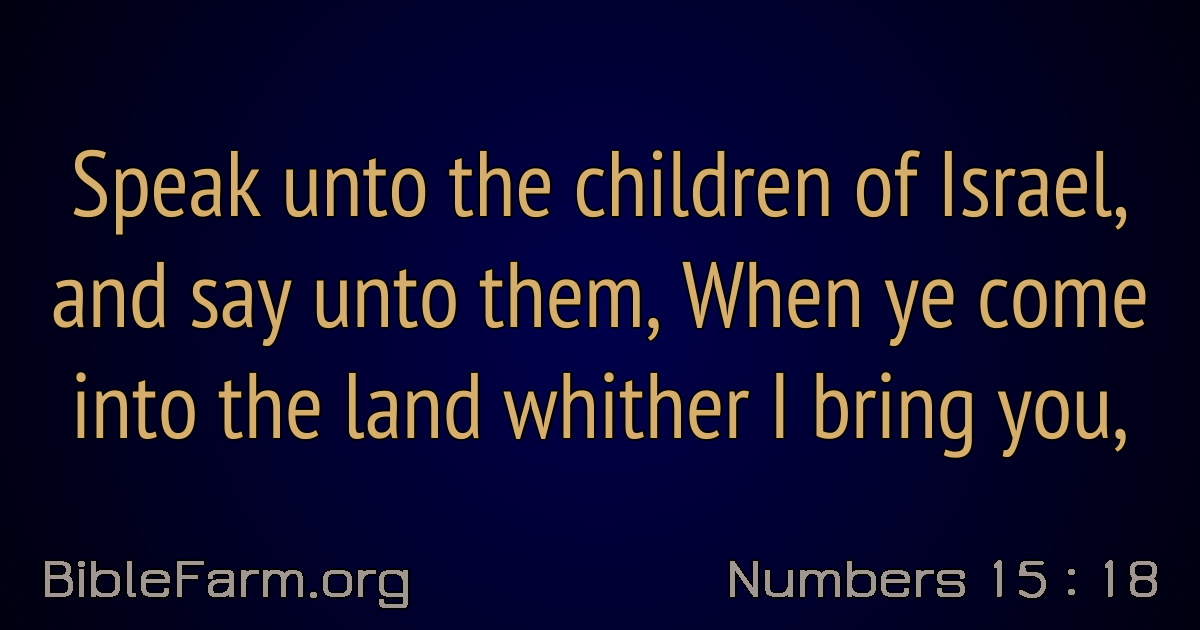 Speak unto the children of Israel,
and say unto them, When ye come
into the land whither I bring you,
BibleFarm.org
Numbers 15 : 18